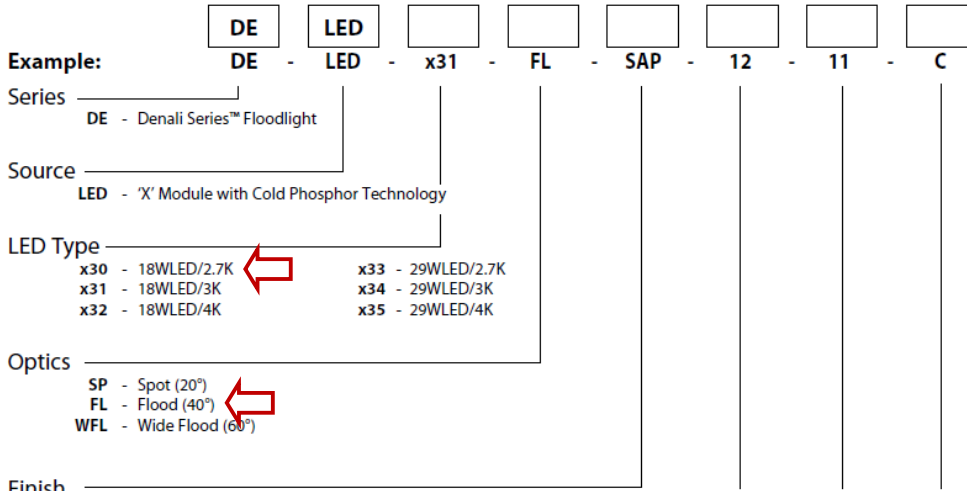 DE LED
Example: DE - LED - x31 - FL - SAP - 12 - 11 - C
Series
DE - Denali Series™ Floodlight
Source
LED - ‘X’ Module with Cold Phosphor Technology
LED Type
x30 - 18WLED/2.7K x33 - 29WLED/2.7K
x31 - 18WLED/3K x34 - 29WLED/3K
x32 - 18WLED/4K x35 - 29WLED/4K
Optics
SP - Spot (20°)
FL - Flood (40°)
WFL - Wide Flood (60°)
Finish